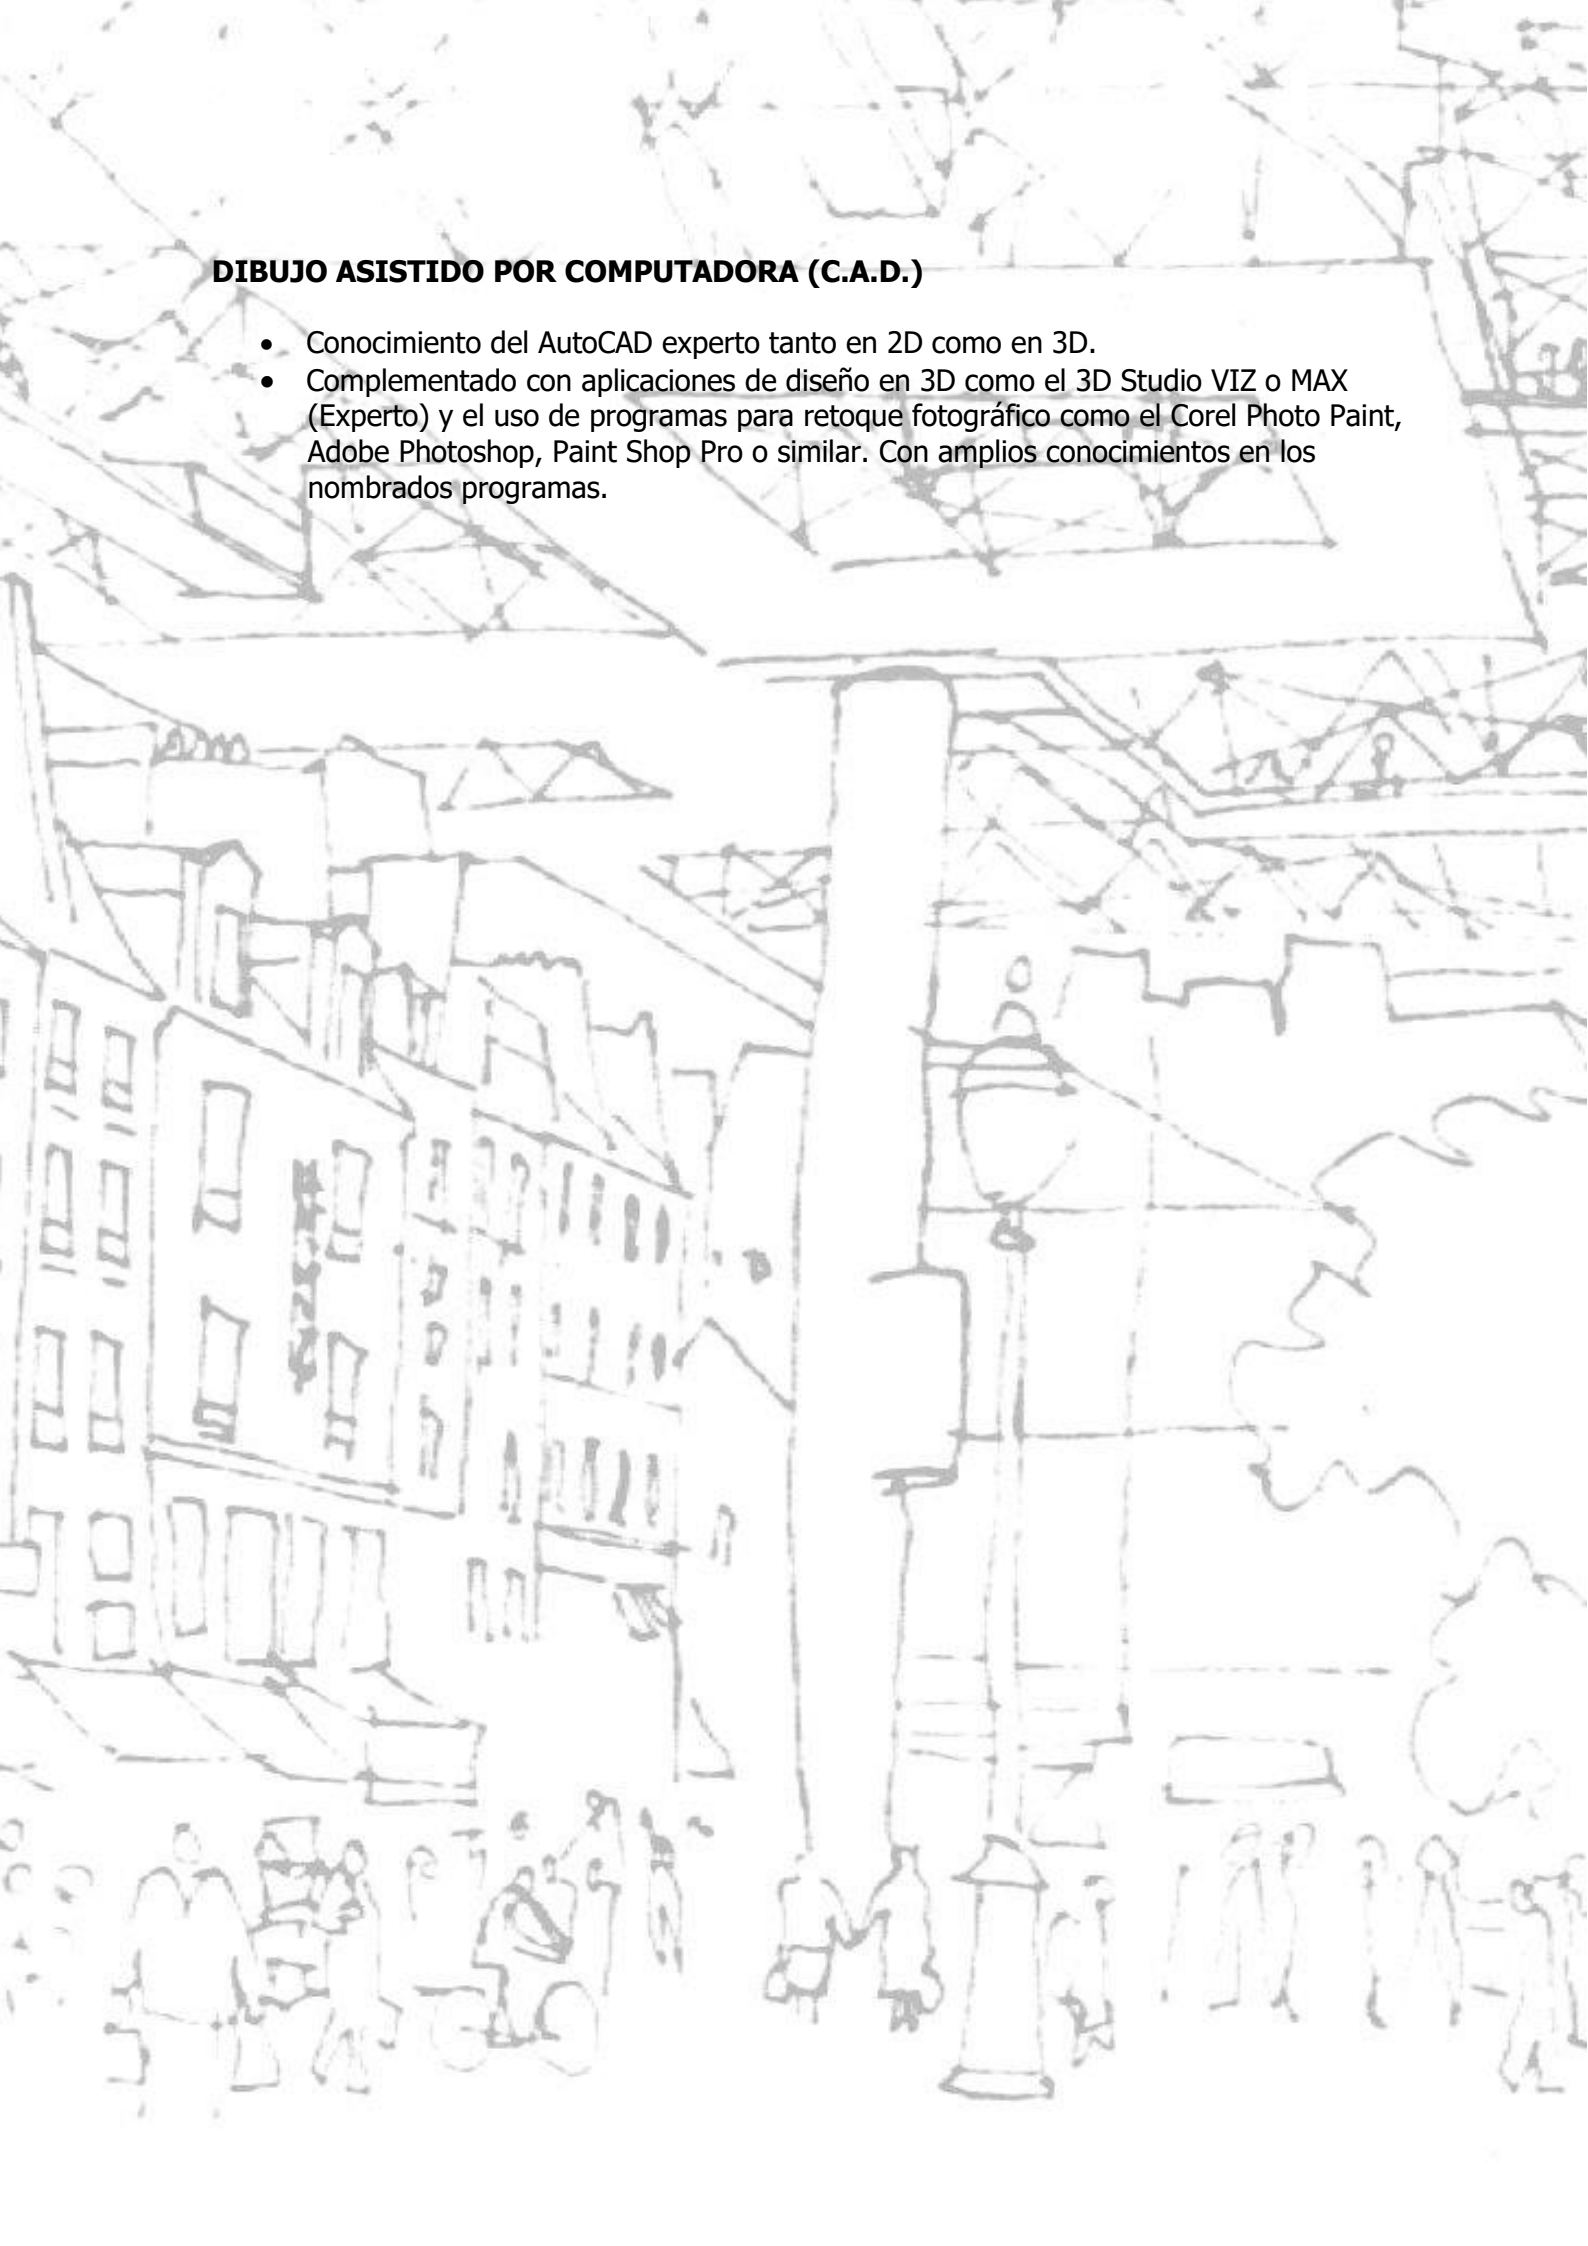 DIBUJO ASISTIDO POR COMPUTADORA (C.A.D.)
• Conocimiento del AutoCAD experto tanto en 2D como en 3D.
• Complementado con aplicaciones de diseño en 3D como el 3D Studio VIZ o MAX
(Experto) y el uso de programas para retoque fotográfico como el Corel Photo Paint,
Adobe Photoshop, Paint Shop Pro o similar. Con amplios conocimientos en los
nombrados programas.